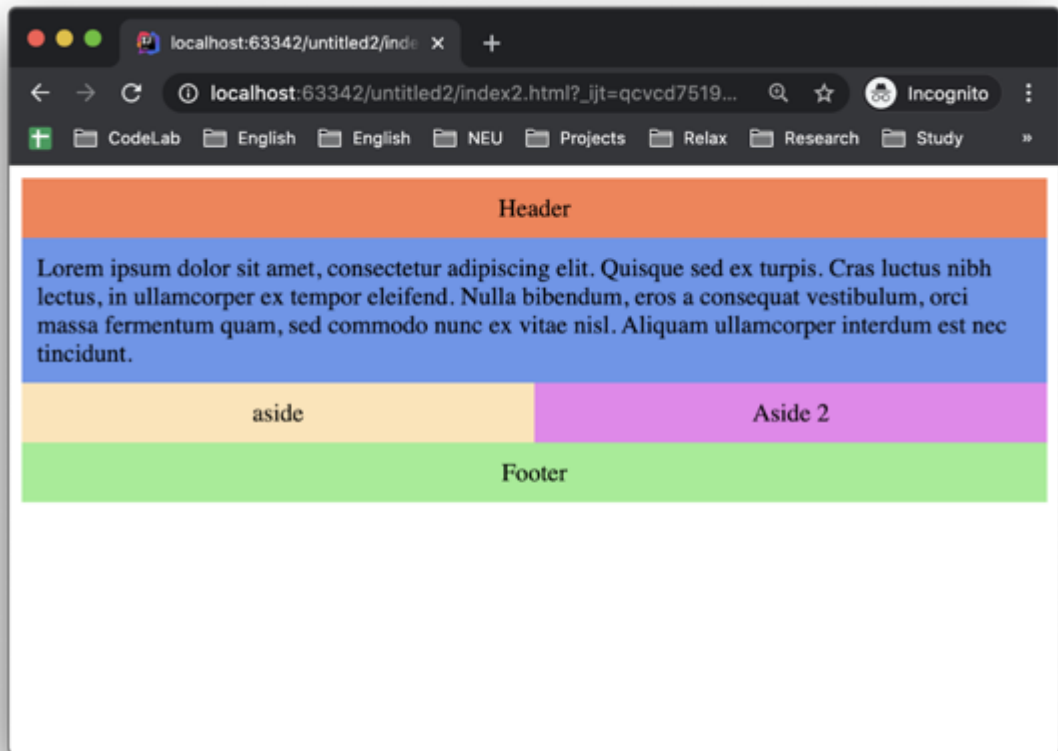 localhost:63342/untitled2/inde
localhost:63342/untitled2/index2.html?_ijt=qcvcd7519...
Incognito
CodeLab English English NEU Projects Relax Research Study »
Header
Lorem ipsum dolor sit amet, consectetur adipiscing elit. Quisque sed ex turpis. Cras luctus nibh
lectus, in ullamcorper ex tempor eleifend. Nulla bibendum, eros a consequat vestibulum, orci
massa fermentum quam, sed commodo nunc ex vitae nisl. Aliquam ullamcorper interdum est nec
tincidunt.
aside Aside 2
Footer